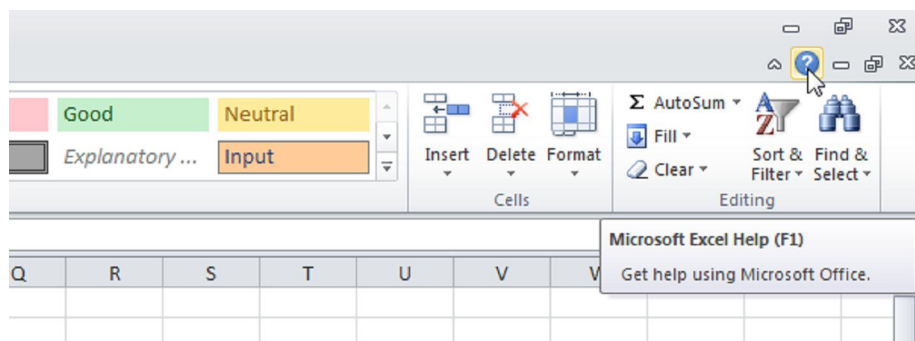 Good
Neutral
Explanatory ...
Input
Insert
Delete
Format
Cells
Σ AutoSum
Fill
Clear
Sort & Filter
Find & Select
Editing
Microsoft Excel Help (F1)
Get help using Microsoft Office.
Q R S T U V W